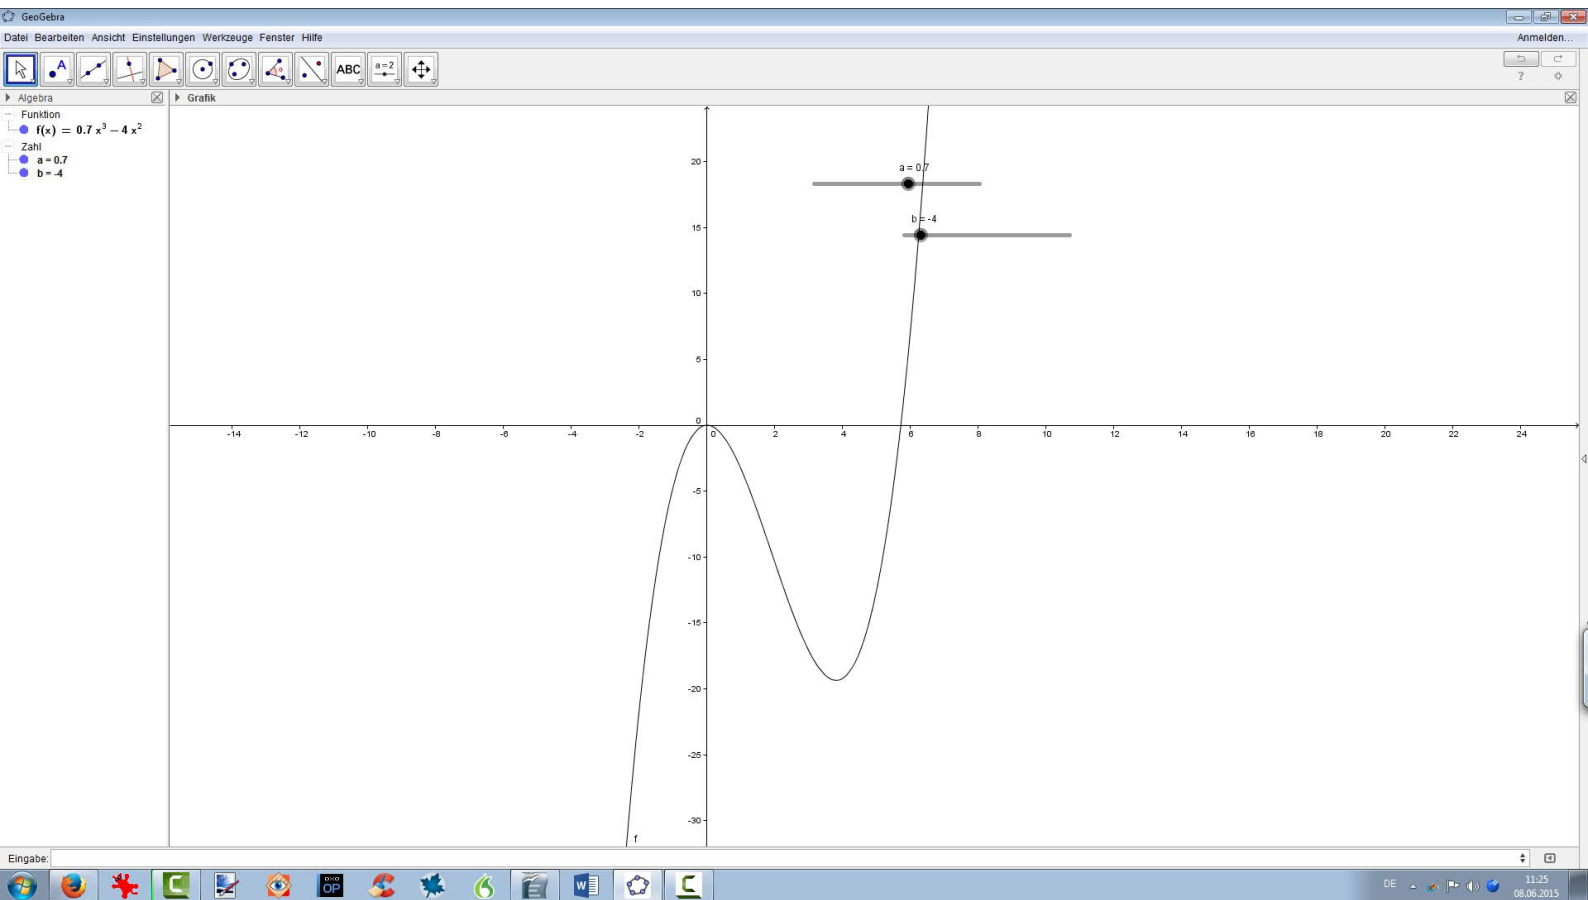 GeoGebra
Datei Bearbeiten Ansicht Einstellungen Werkzeuge Fenster Hilfe
Anmelden...
A
α
ABC
a=2
?
Algebra
Grafik
Funktion
f(x) = 0.7 x³ − 4 x²
Zahl
a = 0.7
b = -4
20
15
10
5
0
-5
-10
-15
-20
-25
-30
-14 -12 -10 -8 -6 -4 -2 0 2 4 6 8 10 12 14 16 18 20 22 24
a = 0.7
b = -4
f
Eingabe:
OP
W
DE
11:25
08.06.2015